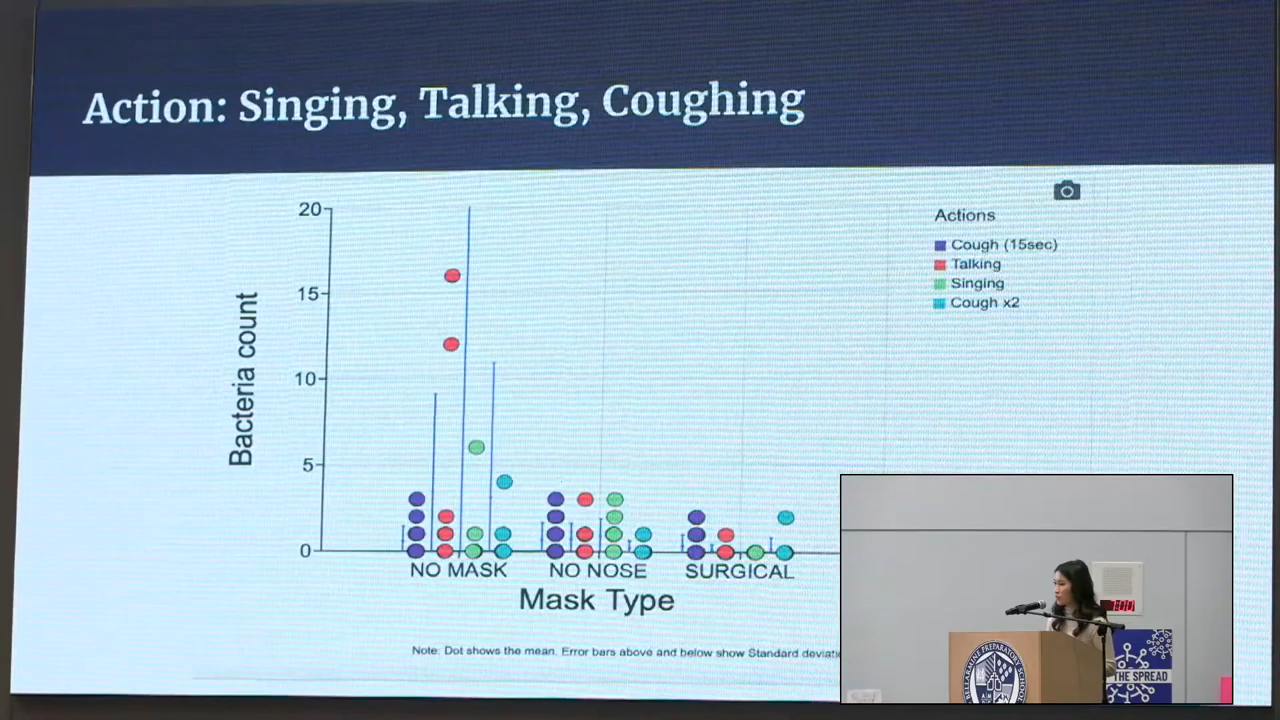 Action: Singing, Talking, Coughing
20
15
10
5
0
Bacteria count
Actions
Cough (15sec)
Talking
Singing
Cough x2
NO MASK
NO NOSE
SURGICAL
Mask Type
Note: Dot shows the mean. Error bars above and below show Standard
THE SPREAD